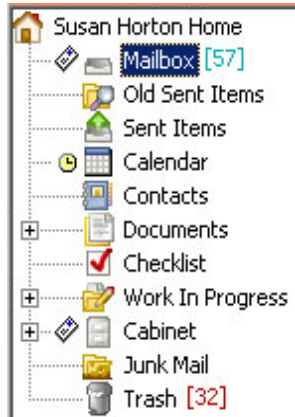 Susan Horton Home
Mailbox [57]
Old Sent Items
Sent Items
Calendar
Contacts
Documents
Checklist
Work In Progress
Cabinet
Junk Mail
Trash [32]